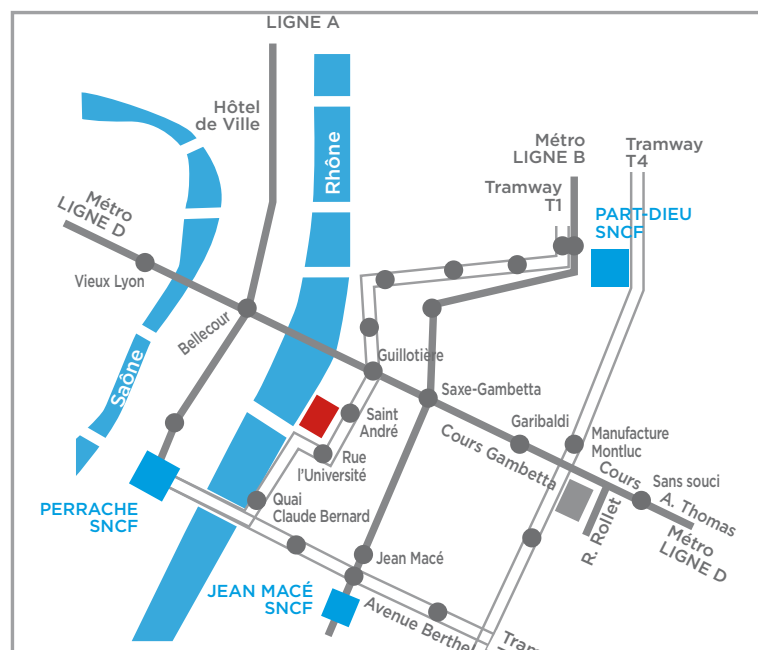 LIGNE A
Hôtel
de Ville
Rhône
Métro
LIGNE B
Tramway
T4
Tramway
T1
PART-DIEU
SNCF
Métro
LIGNE D
Vieux Lyon
Bellecour
Saône
Guillotière
Saxe-Gambetta
Saint
André
Garibaldi
Manufacture
Montluc
Cours Gambetta
Rue
l'Université
Cours
Sans souci
A. Thomas
Quai
Claude Bernard
PERRACHE
SNCF
R. Rollet
Métro
LIGNE D
Jean Macé
JEAN MACÉ
SNCF
Avenue Berthe
Tram